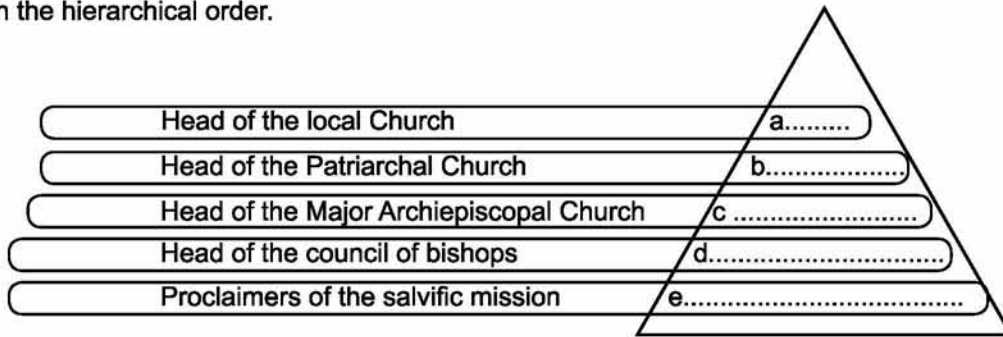 the hierarchical order.
Head of the local Church a.........
Head of the Patriarchal Church b...................
Head of the Major Archiepiscopal Church c .........................
Head of the council of bishops d................................
Proclaimers of the salvific mission e......................................